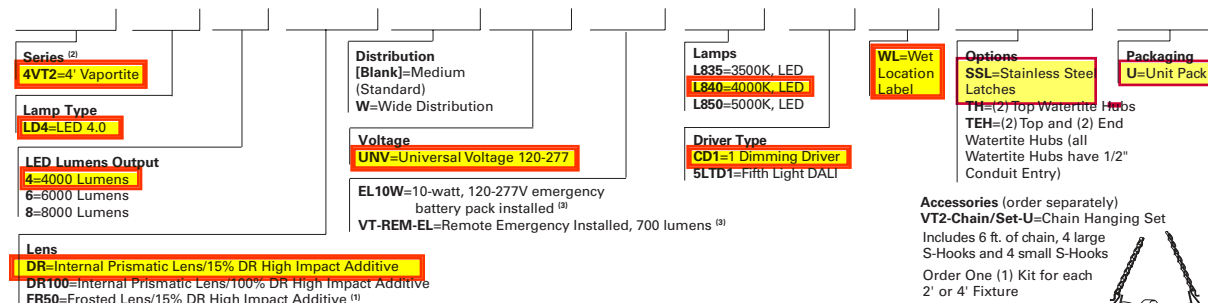 Series (2)
4VT2=4' Vaportite
Lamp Type
LD4=LED 4.0
LED Lumens Output
4=4000 Lumens
6=6000 Lumens
8=8000 Lumens
Lens
DR=Internal Prismatic Lens/15% DR High Impact Additive
DR100=Internal Prismatic Lens/100% DR High Impact Additive
FR50=Frosted Lens/15% DR High Impact Additive (1)
Distribution
[Blank]=Medium
(Standard)
W=Wide Distribution
Voltage
UNV=Universal Voltage 120-277
EL10W=10-watt, 120-277V emergency
battery pack installed (3)
VT-REM-EL=Remote Emergency Installed, 700 lumens (3)
Lamps
L835=3500K, LED
L840=4000K, LED
L850=5000K, LED
Driver Type
CD1=1 Dimming Driver
5LTD1=Fifth Light DALI
WL=Wet
Location
Label
Options
SSL=Stainless Steel
Latches
TH=(2) Top Watertite Hubs
TEH=(2) Top and (2) End
Watertite Hubs (all
Watertite Hubs have 1/2"
Conduit Entry)
Packaging
U=Unit Pack
Accessories (order separately)
VT2-Chain/Set-U=Chain Hanging Set
Includes 6 ft. of chain, 4 large
S-Hooks and 4 small S-Hooks
Order One (1) Kit for each
2' or 4' Fixture